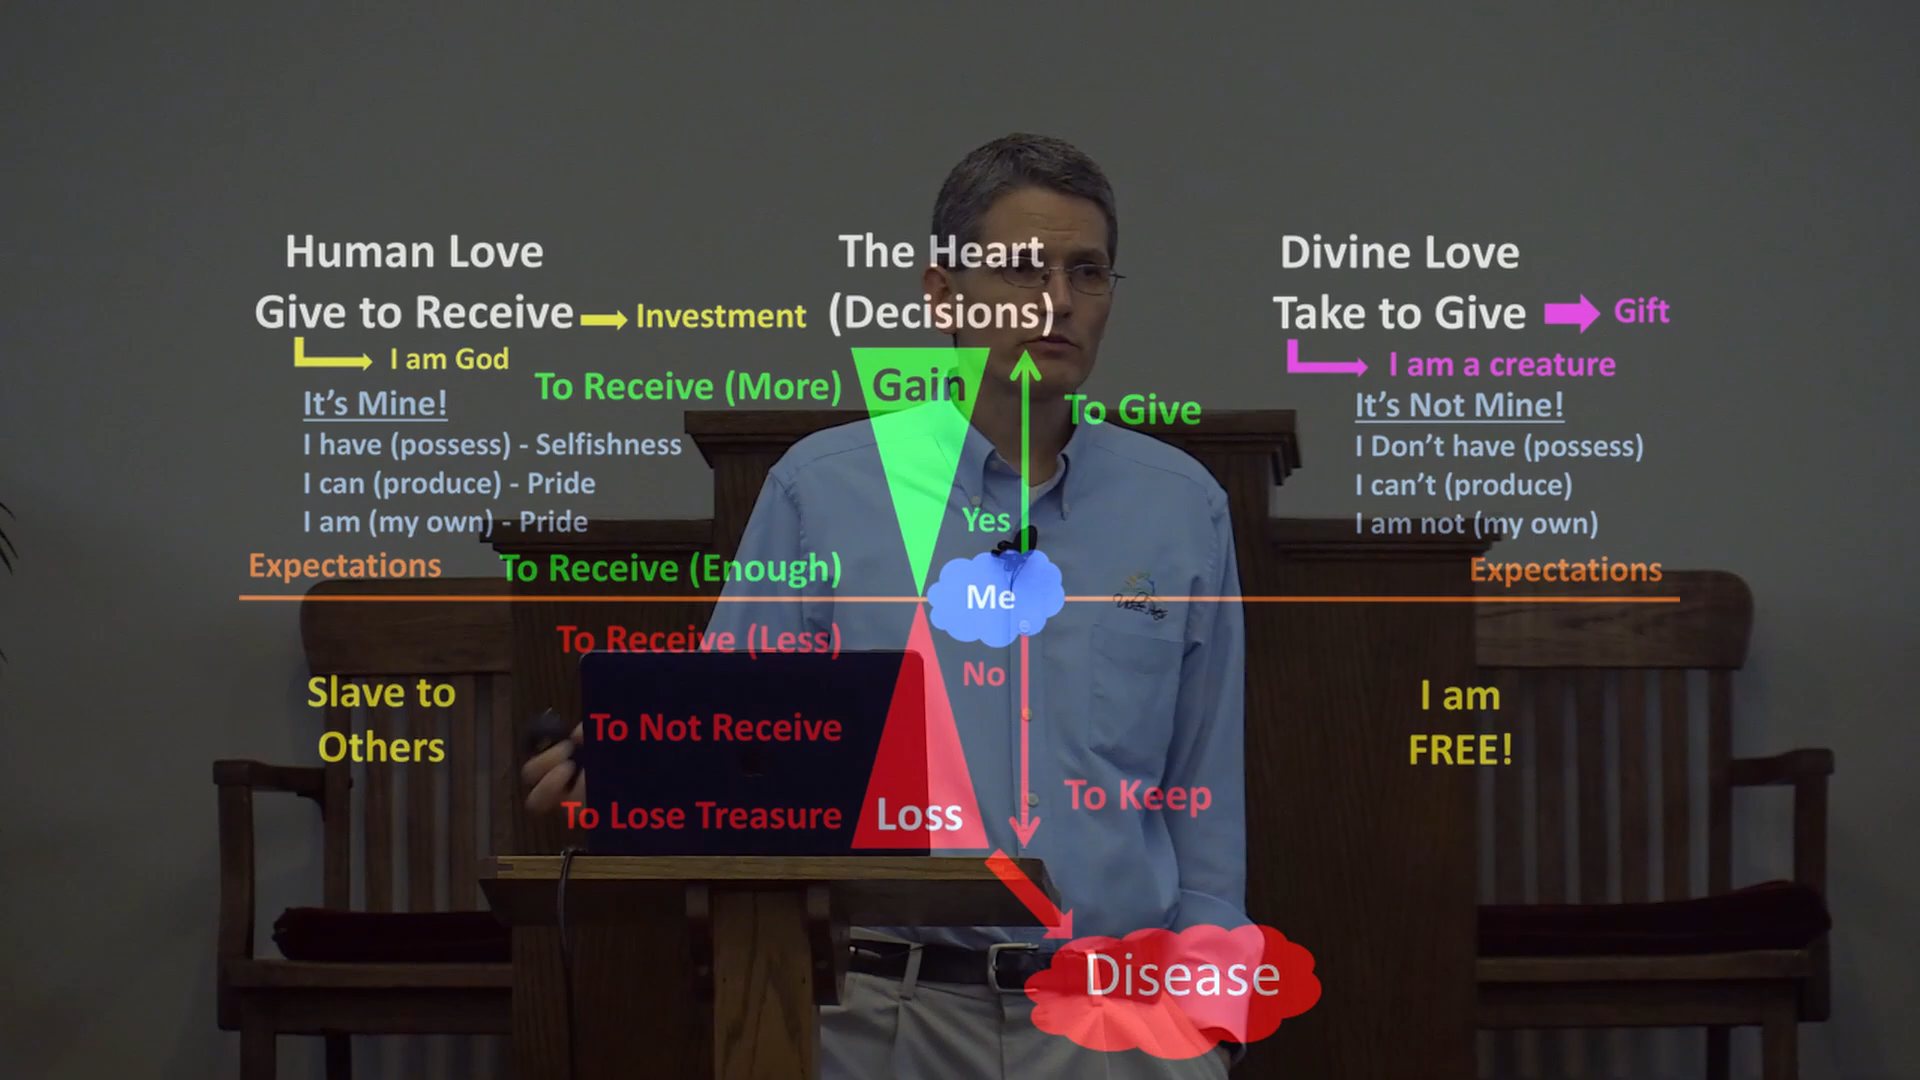 Human Love
Give to Receive
Investment
I am God
It's Mine!
I have (possess) - Selfishness
I can (produce) - Pride
I am (my own) - Pride
Expectations
Slave to
Others
The Heart
(Decisions)
To Receive (More)
Gain
To Give
Yes
To Receive (Enough)
Me
To Receive (Less)
No
To Not Receive
To Lose Treasure
Loss
To Keep
Disease
Divine Love
Take to Give
Gift
I am a creature
It's Not Mine!
I Don't have (possess)
I can't (produce)
I am not (my own)
Expectations
I am
FREE!